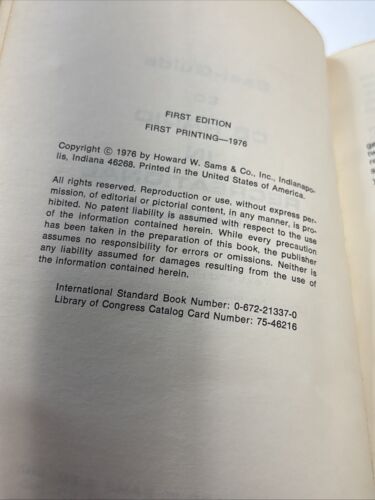 FIRST EDITION
FIRST PRINTING—1976
Copyright © 1976 by Howard W. Sams & Co., Inc., Indianapo-
lis, Indiana 46268. Printed in the United States of America.
All rights reserved. Reproduction or use, without express per-
mission, of editorial or pictorial content, in any manner, is pro-
hibited. No patent liability is assumed with respect to the use
of the information contained herein. While every precaution
has been taken in the preparation of this book, the publisher
assumes no responsibility for errors or omissions. Neither is
any liability assumed for damages resulting from the use of
the information contained herein.
International Standard Book Number: 0-672-21337-0
Library of Congress Catalog Card Number: 75-46216